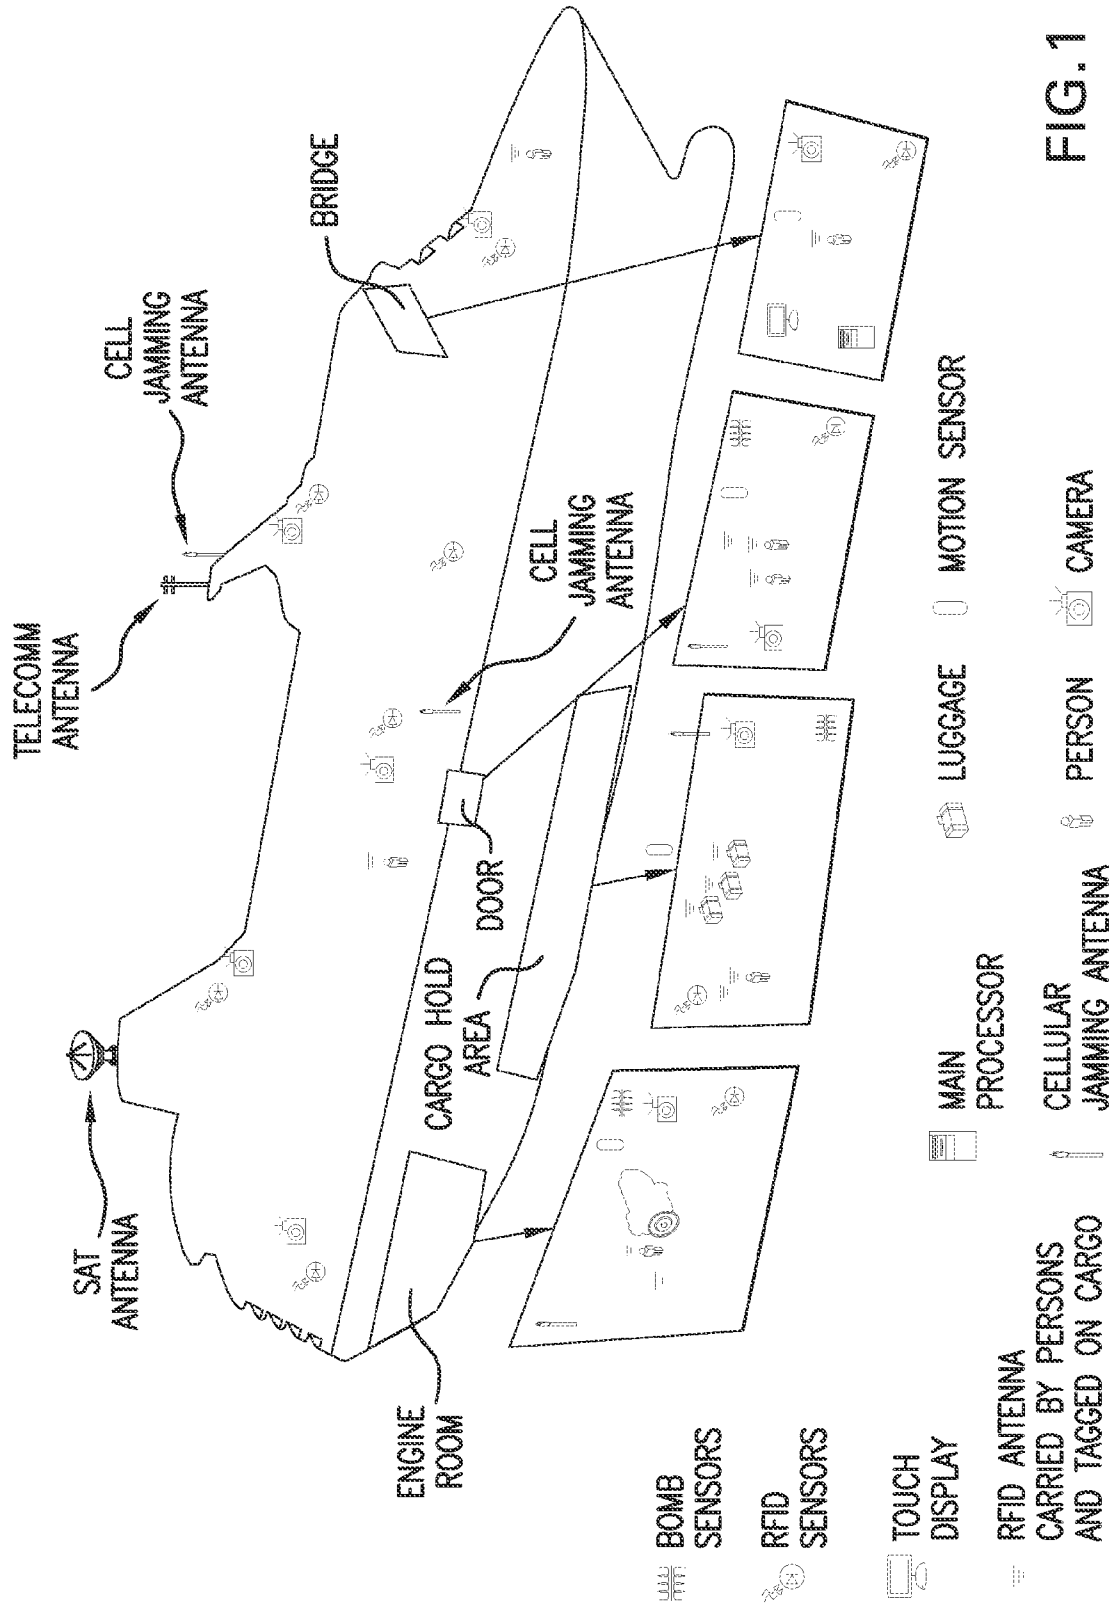 SAT
ANTENNA
TELECOMM
ANTENNA
CELL
JAMMING
ANTENNA
BRIDGE
ENGINE
ROOM
CARGO HOLD
AREA
DOOR
CELL
JAMMING
ANTENNA
BOMB
SENSORS
RFID
SENSORS
TOUCH
DISPLAY
RFID ANTENNA
CARRIED BY PERSONS
AND TAGGED ON CARGO
MAIN
PROCESSOR
CELLULAR
JAMMING ANTENNA
LUGGAGE
PERSON
MOTION SENSOR
CAMERA
FIG. 1